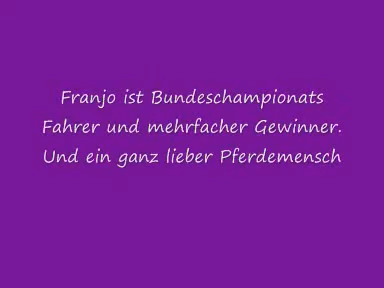 Franjo ist Bundeschampionats
Fahrer und mehrfacher Gewinner.
Und ein ganz lieber Pferdemensch